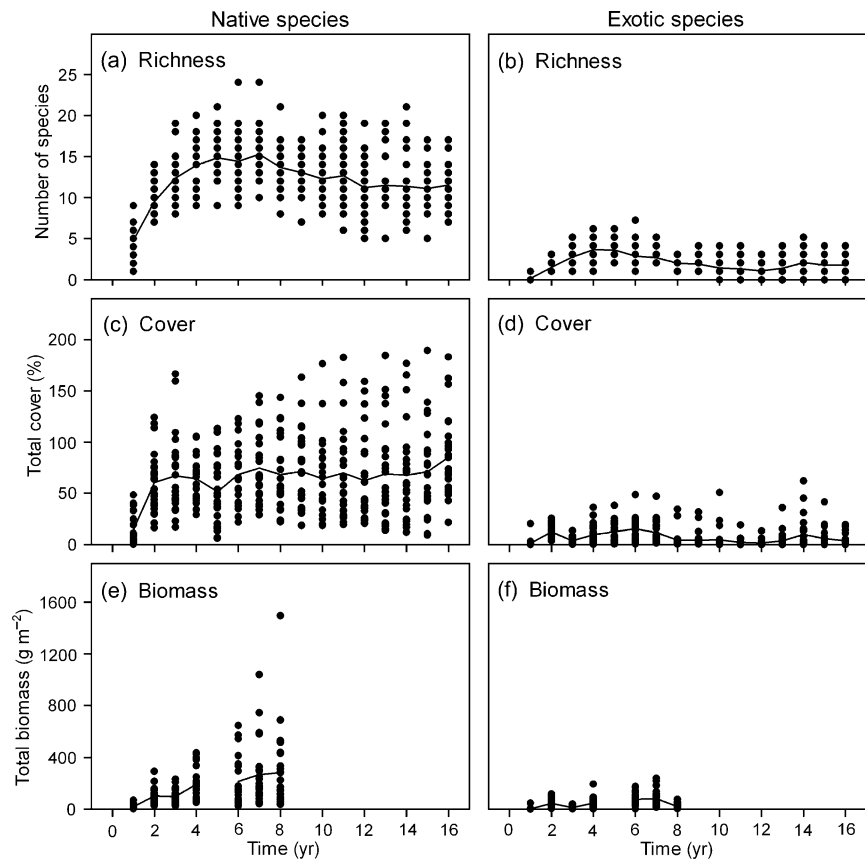 Native species Exotic species
(a) Richness
(b) Richness
Number of species
25
20
15
10
5
0
(c) Cover
(d) Cover
Total cover (%)
200
150
100
50
0
(e) Biomass
(f) Biomass
Total biomass (g m⁻²)
1600
1200
800
400
0
0 2 4 6 8 10 12 14 16 0 2 4 6 8 10 12 14 16
Time (yr) Time (yr)